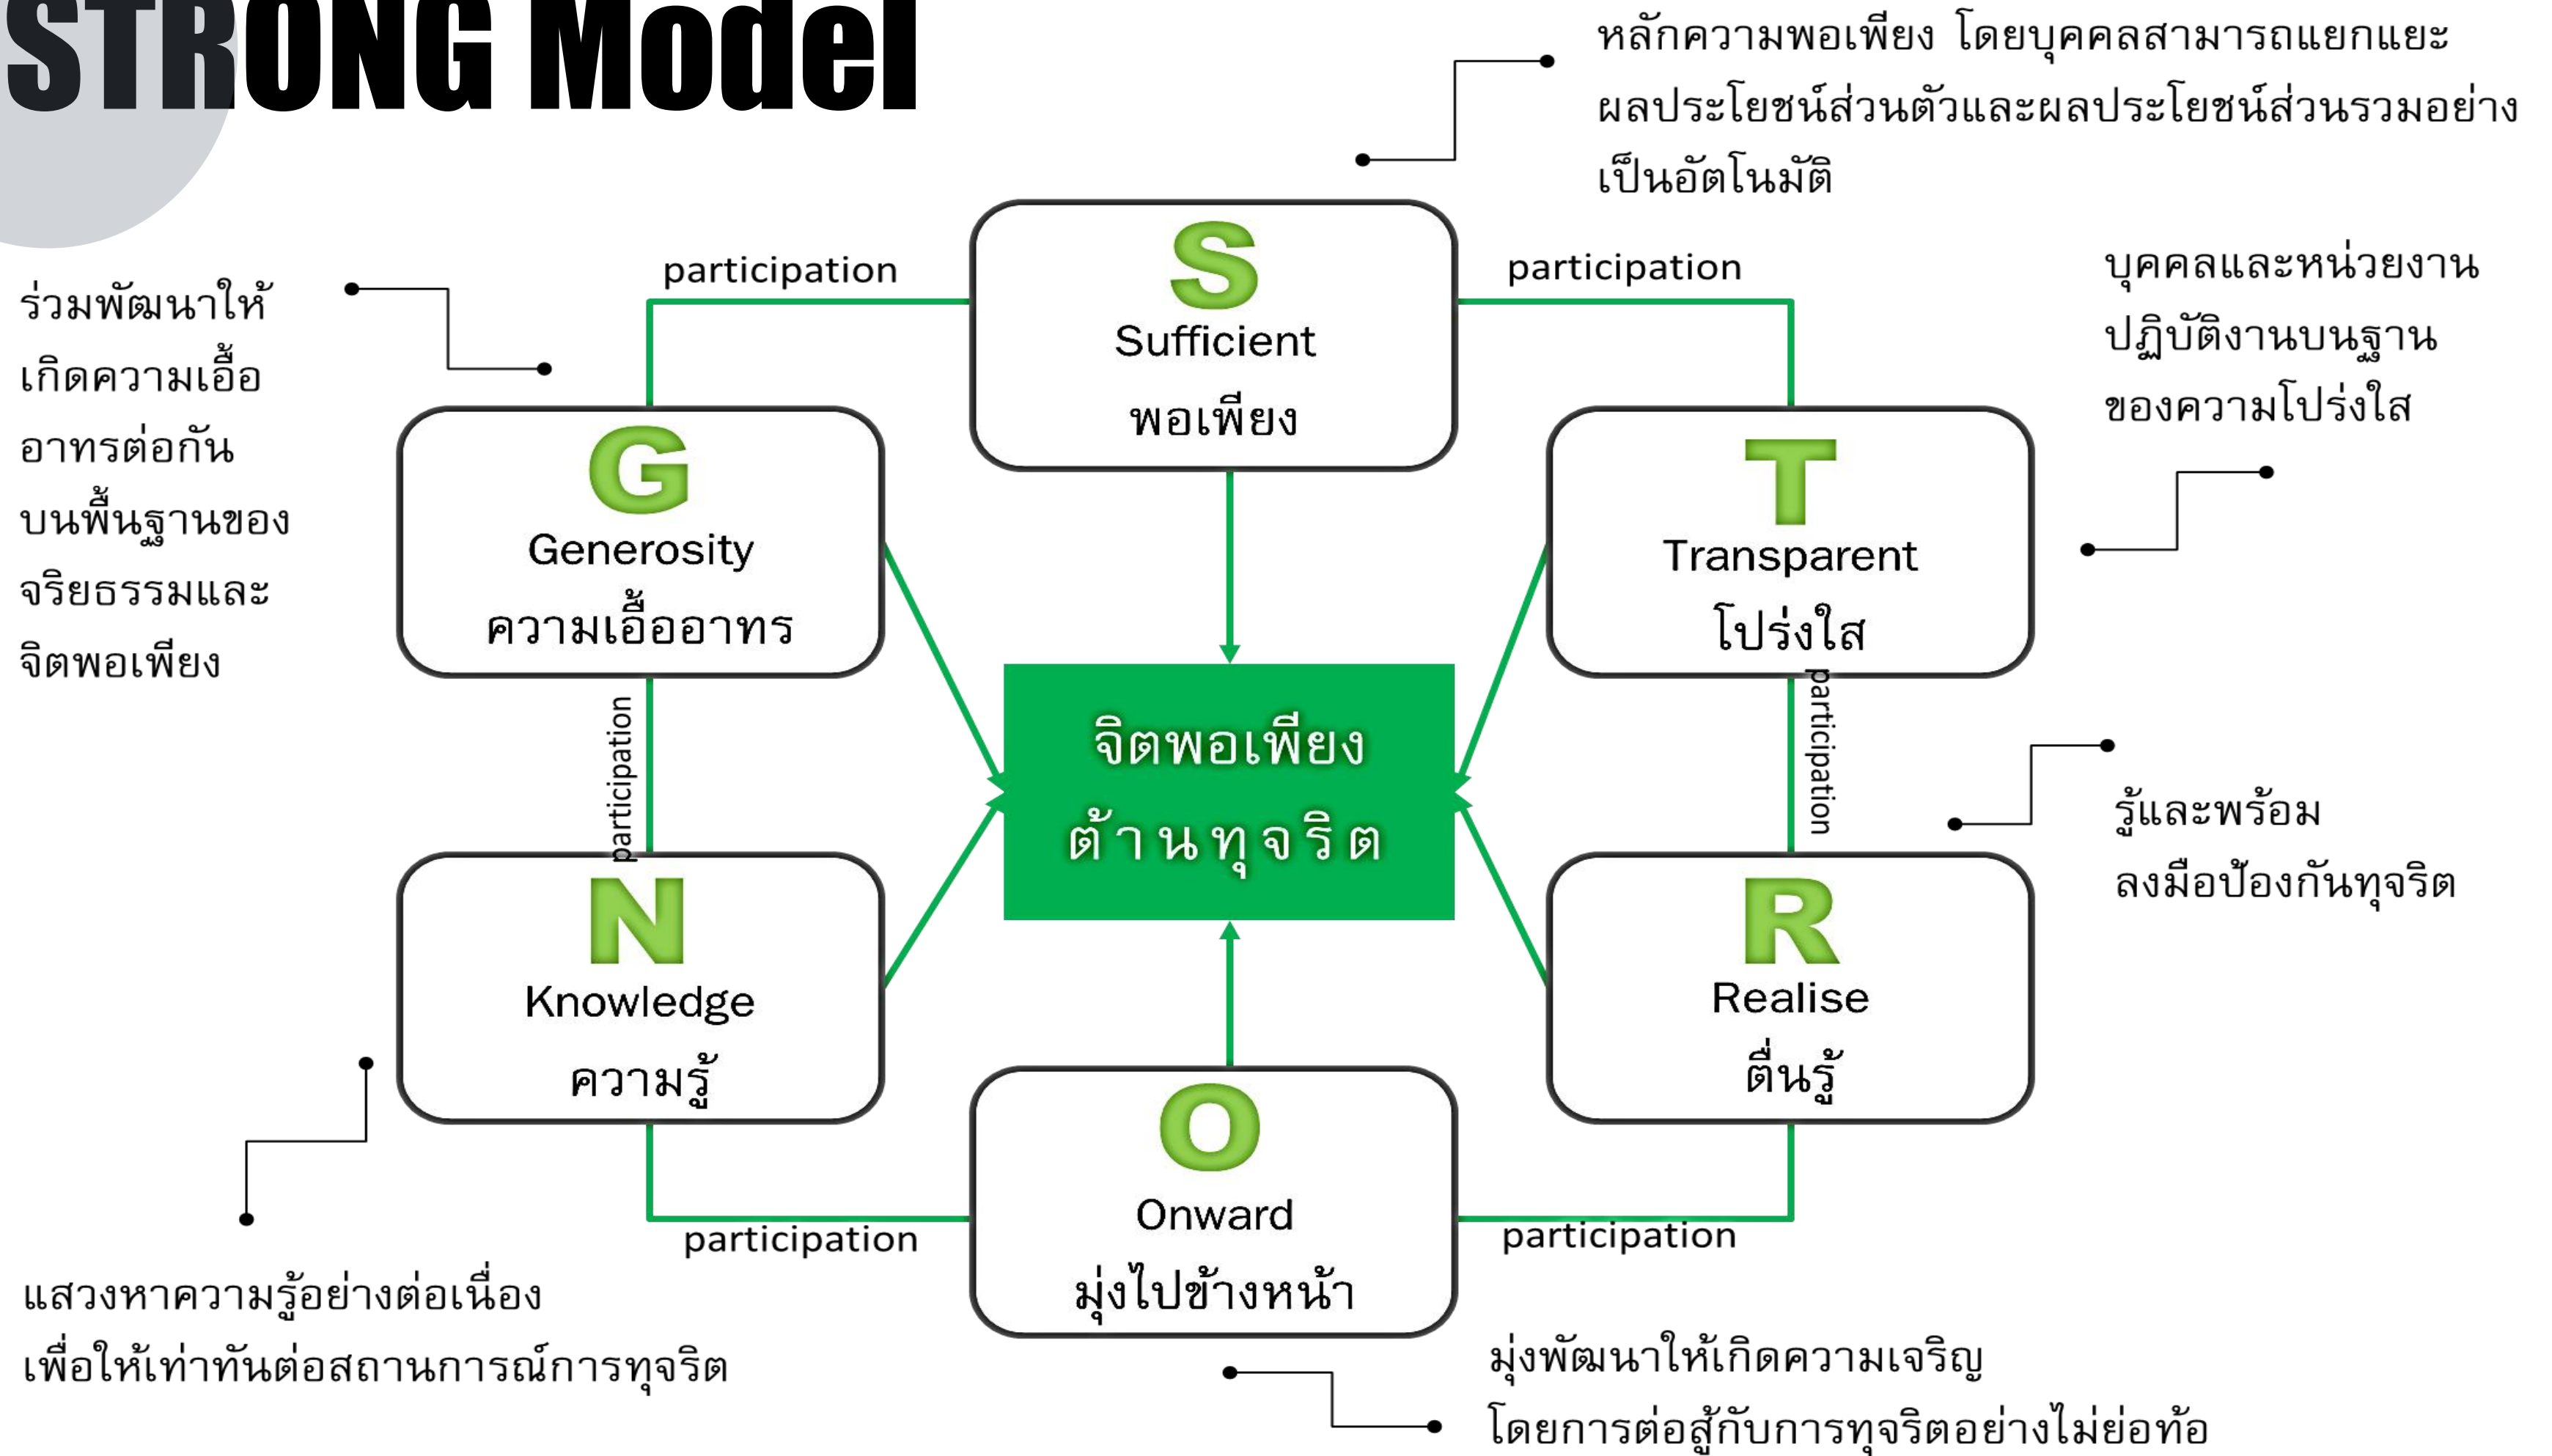 STRONG Model
หลักความพอเพียง โดยบุคคลสามารถแยกแยะ
ผลประโยชน์ส่วนตัวและผลประโยชน์ส่วนรวมอย่าง
เป็นอัตโนมัติ
participation
S
Sufficient
พอเพียง
participation
บุคคลและหน่วยงาน
ปฏิบัติงานบนฐาน
ของความโปร่งใส
ร่วมพัฒนาให้
เกิดความเอื้อ
อาทรต่อกัน
บนพื้นฐานของ
จริยธรรมและ
จิตพอเพียง
G
Generosity
ความเอื้ออาทร
T
Transparent
โปร่งใส
participation
จิตพอเพียง
ต้านทุจริต
participation
รู้และพร้อม
ลงมือป้องกันทุจริต
N
Knowledge
ความรู้
R
Realise
ตื่นรู้
O
Onward
มุ่งไปข้างหน้า
participation
participation
แสวงหาความรู้อย่างต่อเนื่อง
เพื่อให้เท่าทันต่อสถานการณ์การทุจริต
มุ่งพัฒนาให้เกิดความเจริญ
โดยการต่อสู้กับการทุจริตอย่างไม่ย่อท้อ